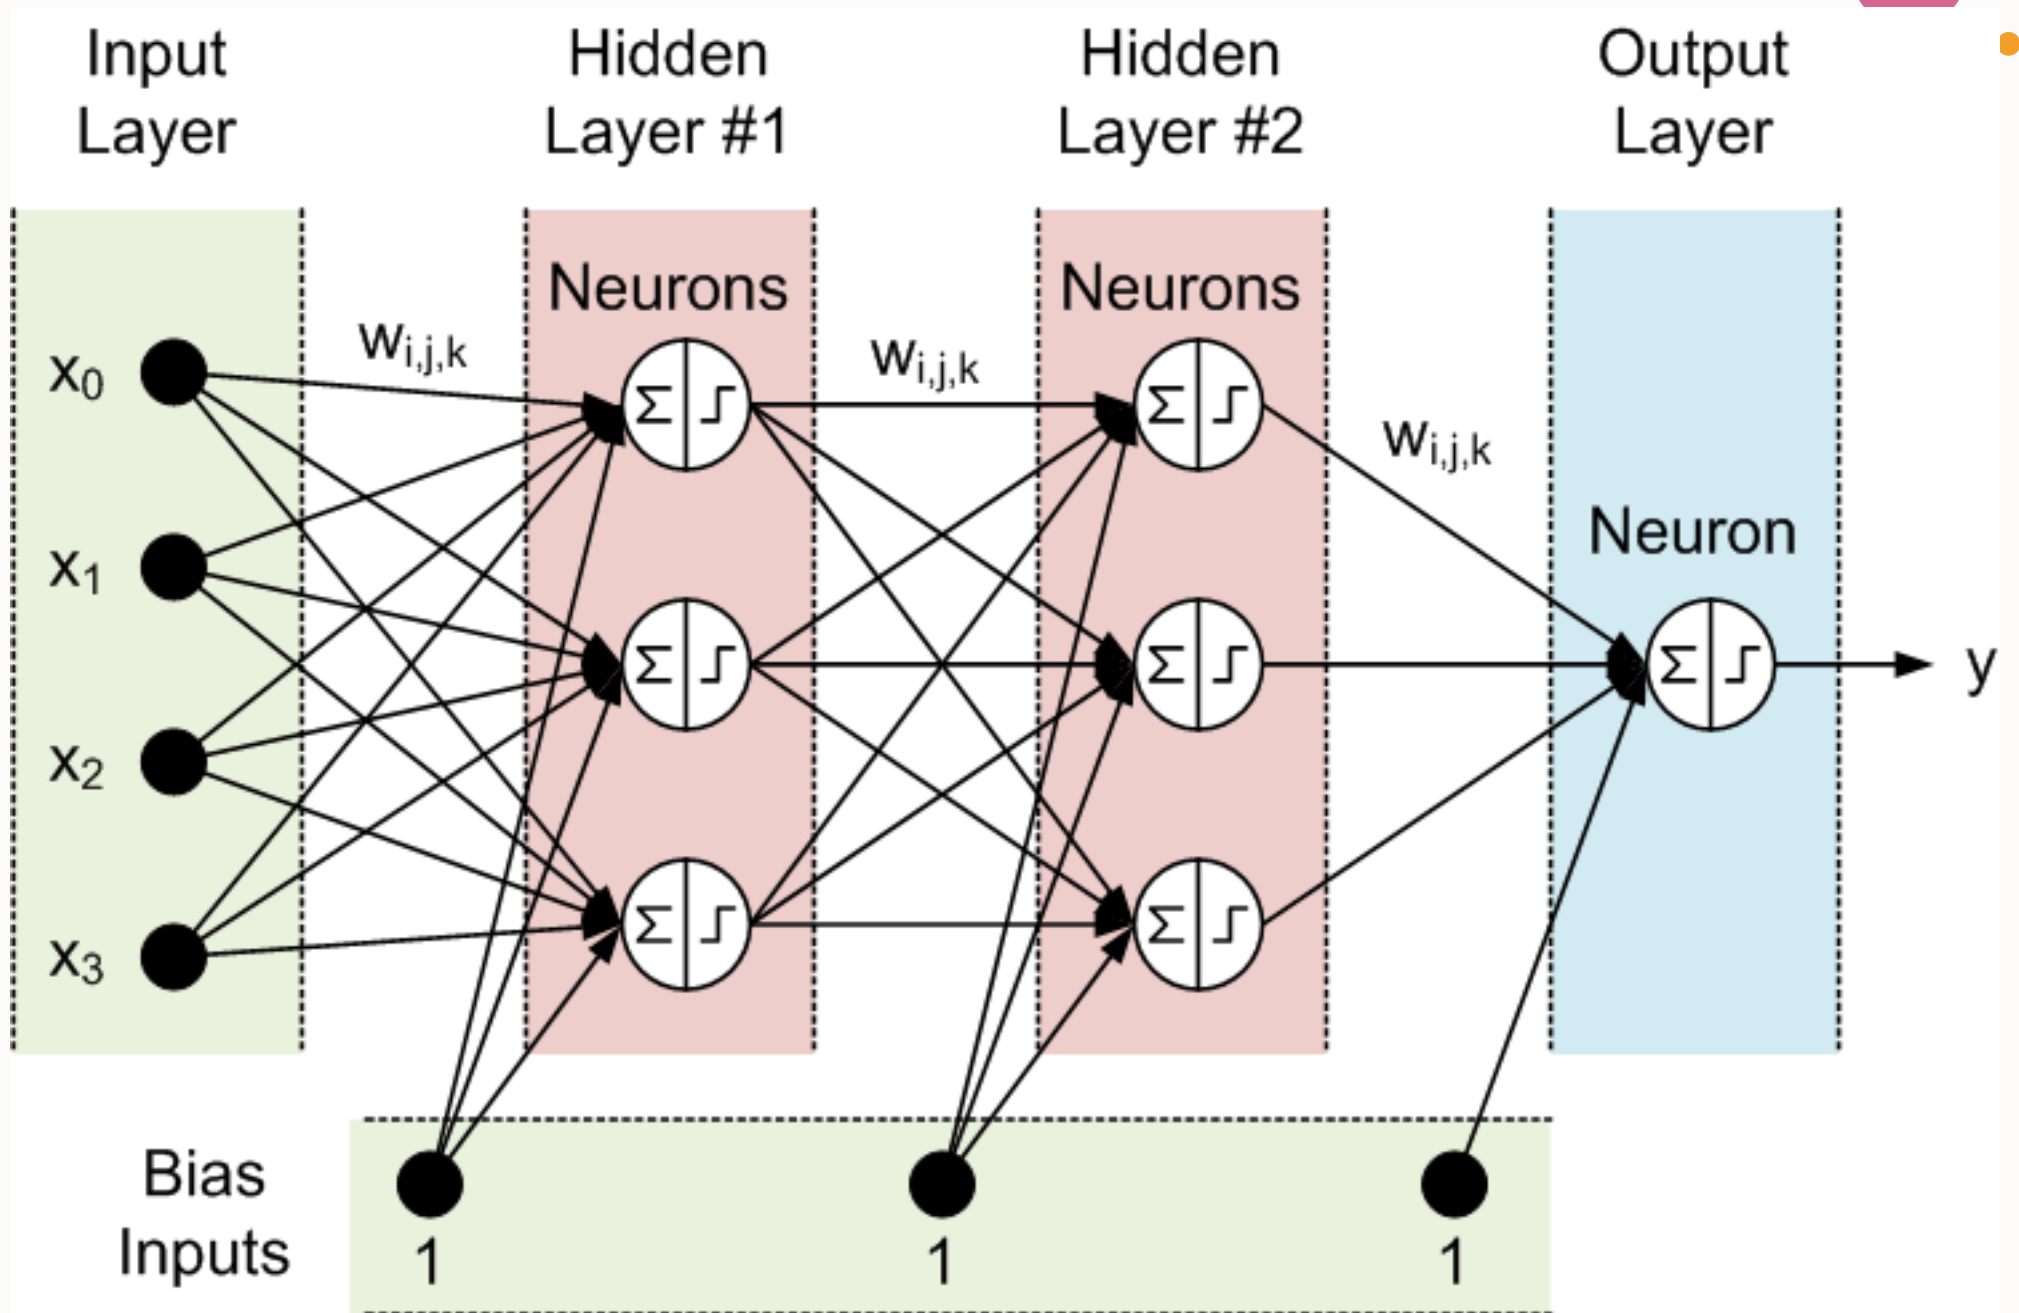 Input
Layer
Hidden
Layer #1
Hidden
Layer #2
Output
Layer
Neurons
Neurons
Neuron
x0
x1
x2
x3
wi,j,k
wi,j,k
wi,j,k
Σ
Σ
Σ
Σ
Σ
Σ
Σ
y
Bias
Inputs
1
1
1